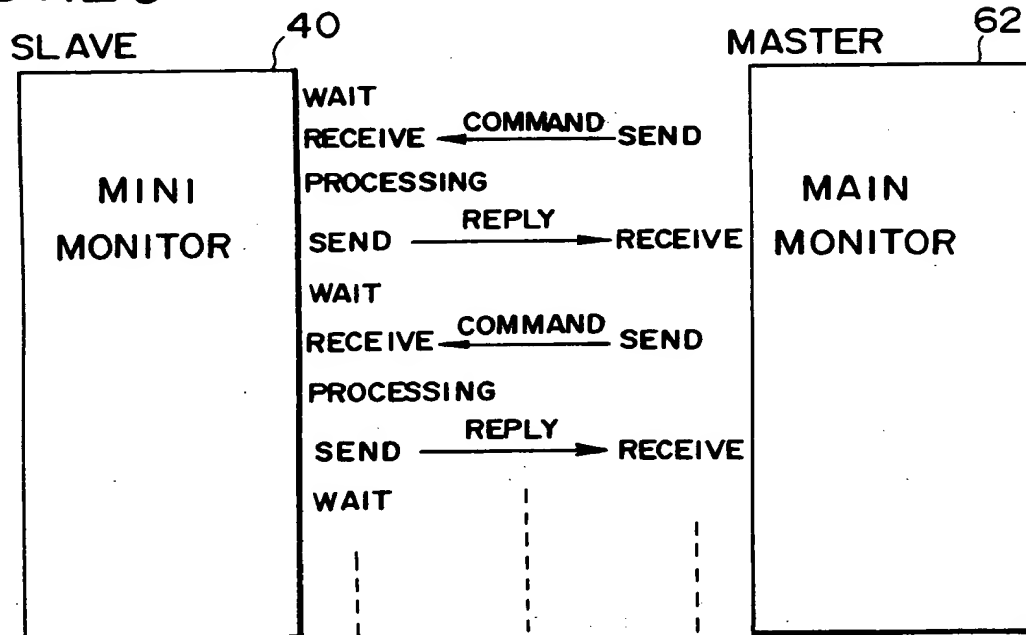 SLAVE 40 MASTER 62
WAIT
RECEIVE COMMAND SEND
MINI MONITOR
PROCESSING
MAIN MONITOR
SEND REPLY RECEIVE
WAIT
RECEIVE COMMAND SEND
PROCESSING
SEND REPLY RECEIVE
WAIT